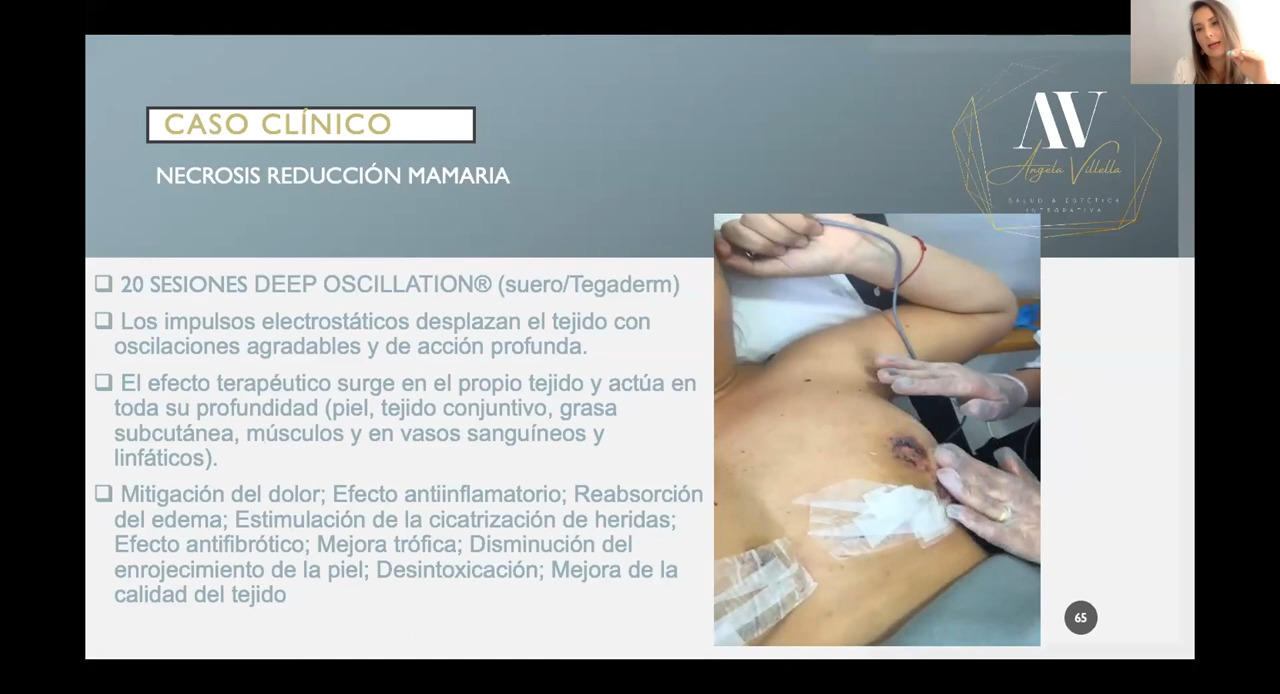 CASO CLÍNICO
NECROSIS REDUCCIÓN MAMARIA
AV
Angela Villella
SALUD & ESTÉTICA
INTEGRATIVA
❑ 20 SESIONES DEEP OSCILLATION® (suero/Tegaderm)
❑ Los impulsos electrostáticos desplazan el tejido con
oscilaciones agradables y de acción profunda.
❑ El efecto terapéutico surge en el propio tejido y actúa en
toda su profundidad (piel, tejido conjuntivo, grasa
subcutánea, músculos y en vasos sanguíneos y
linfáticos).
❑ Mitigación del dolor; Efecto antiinflamatorio; Reabsorción
del edema; Estimulación de la cicatrización de heridas;
Efecto antifibrótico; Mejora trófica; Disminución del
enrojecimiento de la piel; Desintoxicación; Mejora de la
calidad del tejido
65